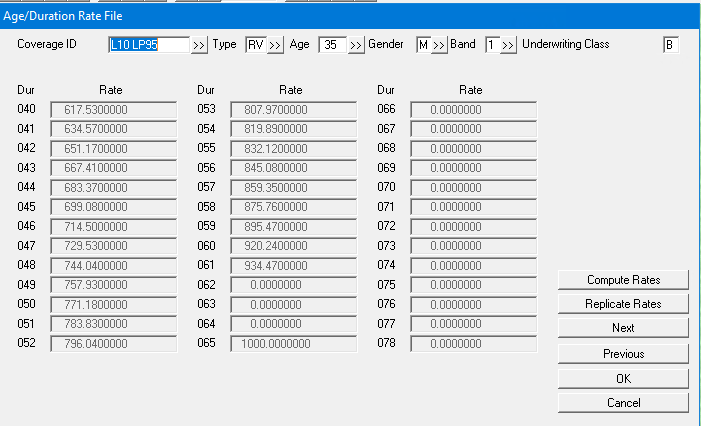 Age/Duration Rate File
Coverage ID L10 LP95 >> Type RV >> Age 35 >> Gender M >> Band 1 >> Underwriting Class B
Dur Rate Dur Rate Dur Rate
040 617.5300000 053 807.9700000 066 0.0000000
041 634.5700000 054 819.8900000 067 0.0000000
042 651.1700000 055 832.1200000 068 0.0000000
043 667.4100000 056 845.0800000 069 0.0000000
044 683.3700000 057 859.3500000 070 0.0000000
045 699.0800000 058 875.7600000 071 0.0000000
046 714.5000000 059 895.4700000 072 0.0000000
047 729.5300000 060 920.2400000 073 0.0000000
048 744.0400000 061 934.4700000 074 0.0000000
049 757.9300000 062 0.0000000 075 0.0000000
050 771.1800000 063 0.0000000 076 0.0000000
051 783.8300000 064 0.0000000 077 0.0000000
052 796.0400000 065 1000.0000000 078 0.0000000
Compute Rates
Replicate Rates
Next
Previous
OK
Cancel